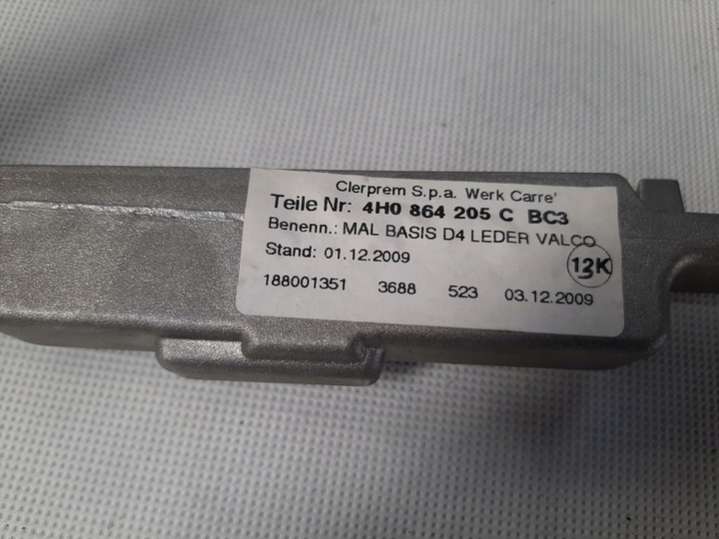 Clerprem S.p.a. Werk Carre'
Teile Nr: 4H0 864 205 C BC3
Benenn.: MAL BASIS D4 LEDER VALCO
Stand: 01.12.2009
13K
188001351 3688 523 03.12.2009